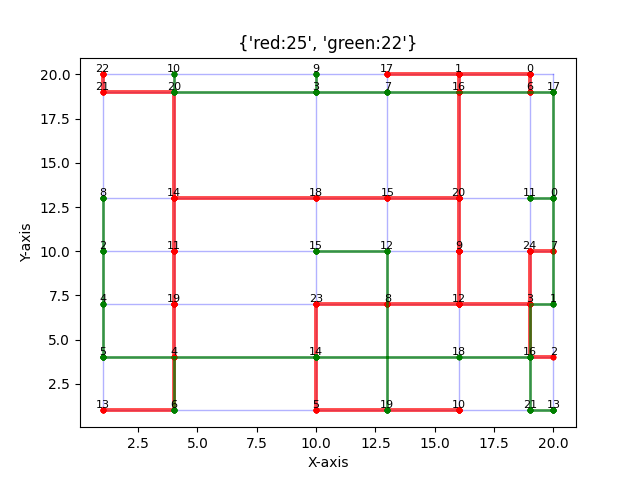 {'red:25', 'green:22'}
20.0
22 10 9 17 1 0
21 20 3 7 16 6 17
17.5
15.0
8 14 18 15 20 11 0
12.5
Y-axis
10.0
2 11 15 12 9 24 7
7.5
4 19 23 8 12 3 1
5.0
5 4 14 18 16 2
2.5
13 6 5 19 10 21 13
2.5 5.0 7.5 10.0 12.5 15.0 17.5 20.0
X-axis